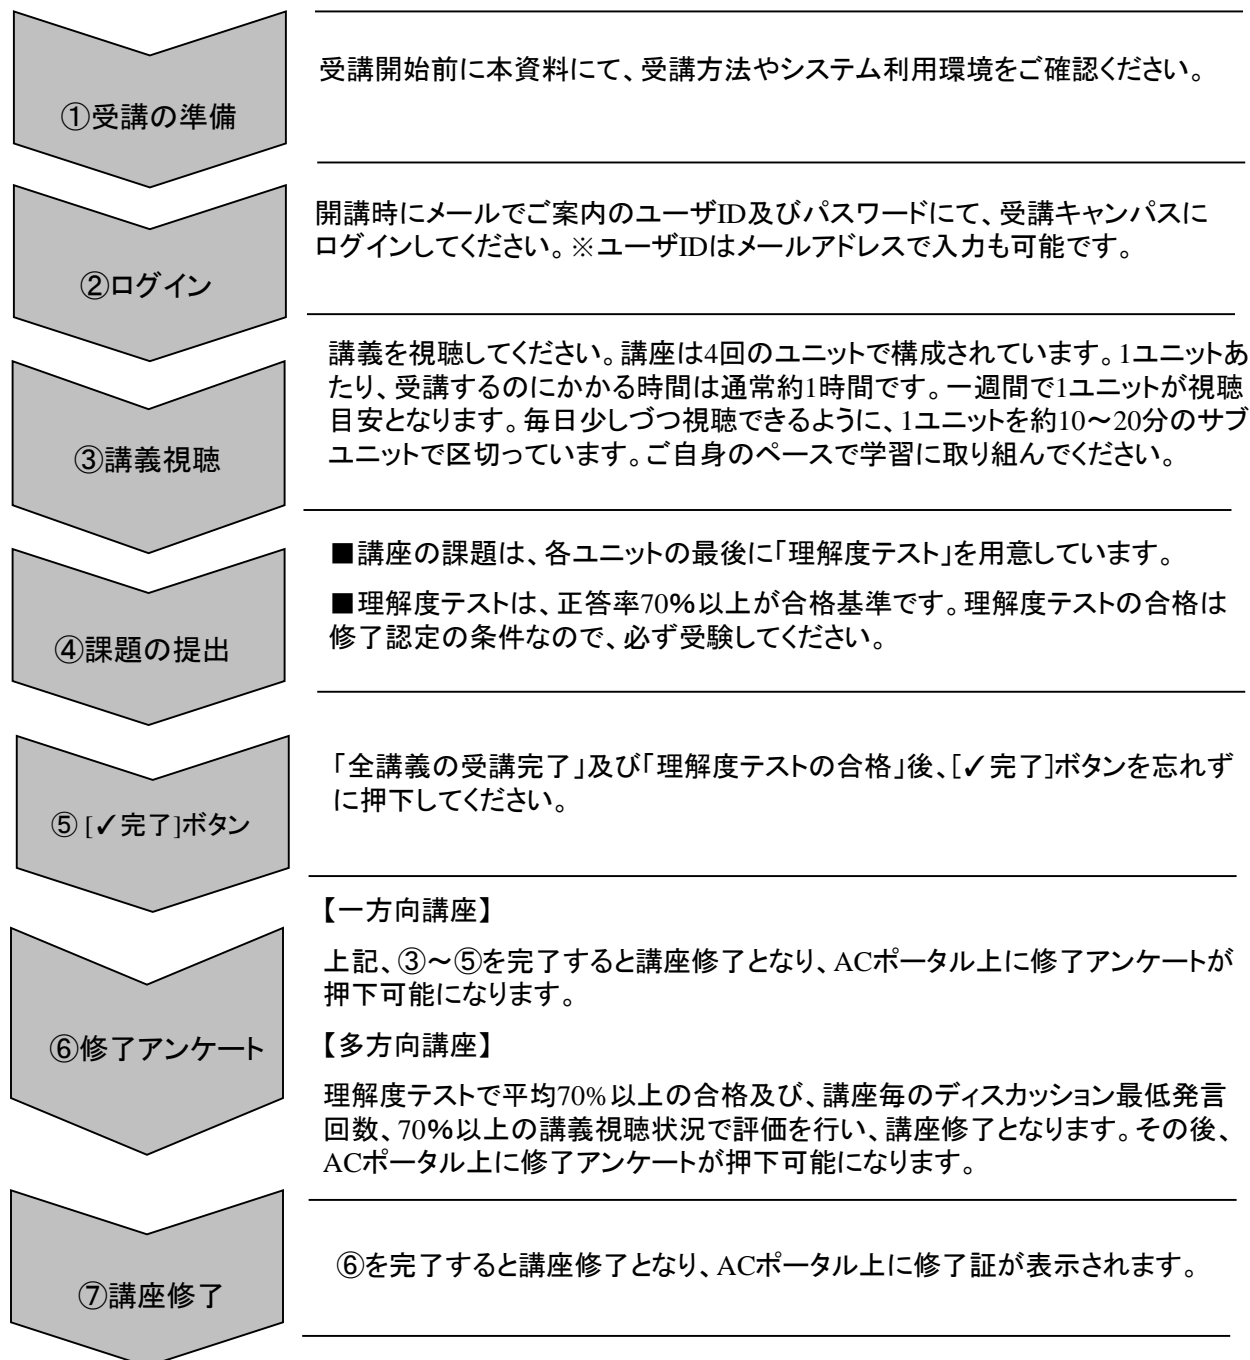 ①受講の準備
受講開始前に本資料にて、受講方法やシステム利用環境をご確認ください。
②ログイン
開講時にメールでご案内のユーザID及びパスワードにて、受講キャンパスに
ログインしてください。※ユーザIDはメールアドレスで入力も可能です。
③講義視聴
講義を視聴してください。講座は4回のユニットで構成されています。1ユニットあ
たり、受講するのにかかる時間は通常約1時間です。一週間で1ユニットが視聴
目安となります。毎日少しづつ視聴できるように、1ユニットを約10～20分のサブ
ユニットで区切っています。ご自身のペースで学習に取り組んでください。
④課題の提出
■講座の課題は、各ユニットの最後に「理解度テスト」を用意しています。
■理解度テストは、正答率70％以上が合格基準です。理解度テストの合格は
修了認定の条件なので、必ず受験してください。
⑤ [✓完了]ボタン
「全講義の受講完了」及び「理解度テストの合格」後、[✓完了]ボタンを忘れず
に押下してください。
⑥修了アンケート
【一方向講座】
上記、③～⑤を完了すると講座修了となり、ACポータル上に修了アンケートが
押下可能になります。
【多方向講座】
理解度テストで平均70%以上の合格及び、講座毎のディスカッション最低発言
回数、70％以上の講義視聴状況で評価を行い、講座修了となります。その後、
ACポータル上に修了アンケートが押下可能になります。
⑦講座修了
⑥を完了すると講座修了となり、ACポータル上に修了証が表示されます。